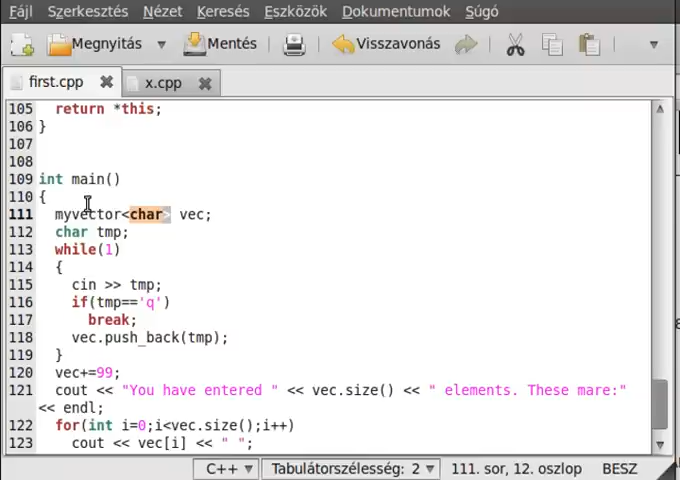 Fájl Szerkesztés Nézet Keresés Eszközök Dokumentumok Súgó
Megnyitás Mentés Visszavonás
first.cpp x.cpp
105 return *this;
106 }
107
108
109 int main()
110 {
111 myvector<char> vec;
112 char tmp;
113 while(1)
114 {
115 cin >> tmp;
116 if(tmp=='q')
117 break;
118 vec.push_back(tmp);
119 }
120 vec+=99;
121 cout << "You have entered " << vec.size() << " elements. These mare:"
<< endl;
122 for(int i=0;i<vec.size();i++)
123 cout << vec[i] << " ";
C++ Tabulátorszélesség: 2 111. sor, 12. oszlop BESZ